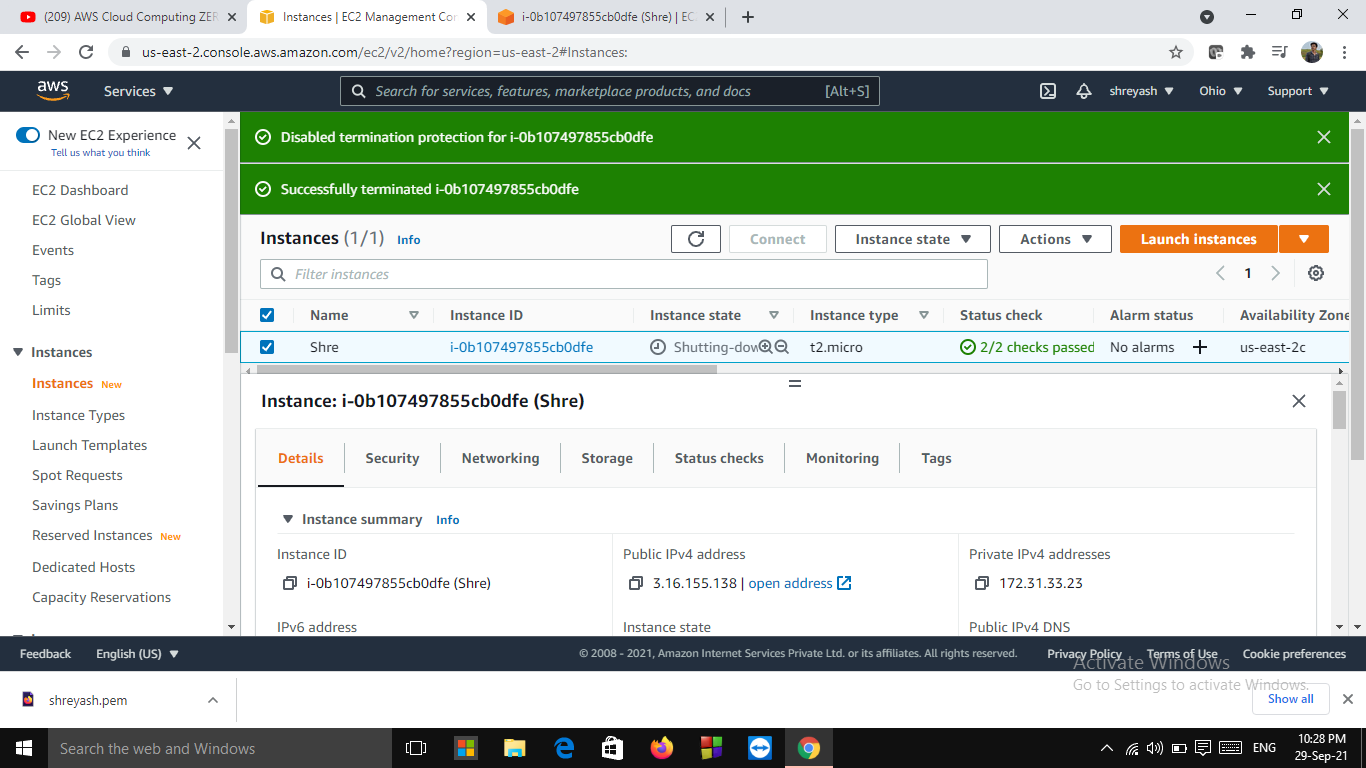 (209) AWS Cloud Computing ZER
Instances | EC2 Management Con
i-0b107497855cb0dfe (Shre) | EC
us-east-2.console.aws.amazon.com/ec2/v2/home?region=us-east-2#Instances:
aws
Services
Search for services, features, marketplace products, and docs [Alt+S]
shreyash
Ohio
Support
New EC2 Experience
Tell us what you think
EC2 Dashboard
EC2 Global View
Events
Tags
Limits
Instances
Instances New
Instance Types
Launch Templates
Spot Requests
Savings Plans
Reserved Instances New
Dedicated Hosts
Capacity Reservations
Disabled termination protection for i-0b107497855cb0dfe
Successfully terminated i-0b107497855cb0dfe
Instances (1/1) Info
Connect
Instance state
Actions
Launch instances
Filter instances
1
Name Instance ID Instance state Instance type Status check Alarm status Availability Zone
Shre i-0b107497855cb0dfe Shutting-dow t2.micro 2/2 checks passed No alarms us-east-2c
Instance: i-0b107497855cb0dfe (Shre)
Details Security Networking Storage Status checks Monitoring Tags
Instance summary Info
Instance ID
i-0b107497855cb0dfe (Shre)
Public IPv4 address
3.16.155.138 | open address
Private IPv4 addresses
172.31.33.23
IPv6 address
Instance state
Public IPv4 DNS
Feedback English (US)
© 2008 - 2021, Amazon Internet Services Private Ltd. or its affiliates. All rights reserved.
Privacy Policy Terms of Use Cookie preferences
Activate Windows
Go to Settings to activate Windows.
shreyash.pem
Show all
Search the web and Windows
ENG
10:28 PM
29-Sep-21